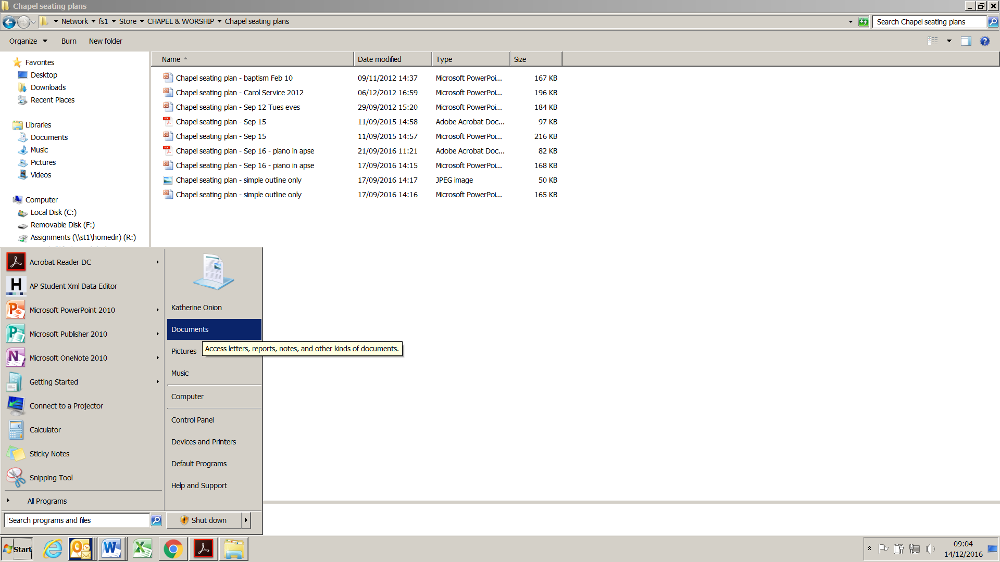 Chapel seating plans
Network fs1 Store CHAPEL & WORSHIP Chapel seating plans
Search Chapel seating plans
Organize Burn New folder
Name Date modified Type Size
Favorites
Desktop
Downloads
Recent Places
Libraries
Documents
Music
Pictures
Videos
Computer
Local Disk (C:)
Removable Disk (F:)
Assignments (\\st1\homedir) (R:)
Chapel seating plan - baptism Feb 10 09/11/2012 14:37 Microsoft PowerPoi... 167 KB
Chapel seating plan - Carol Service 2012 06/12/2012 16:59 Microsoft PowerPoi... 196 KB
Chapel seating plan - Sep 12 Tues eves 29/09/2012 15:20 Microsoft PowerPoi... 184 KB
Chapel seating plan - Sep 15 11/09/2015 14:58 Adobe Acrobat Doc... 97 KB
Chapel seating plan - Sep 15 11/09/2015 14:57 Microsoft PowerPoi... 216 KB
Chapel seating plan - Sep 16 - piano in apse 21/09/2016 11:21 Adobe Acrobat Doc... 82 KB
Chapel seating plan - Sep 16 - piano in apse 17/09/2016 14:15 Microsoft PowerPoi... 168 KB
Chapel seating plan - simple outline only 17/09/2016 14:17 JPEG image 50 KB
Chapel seating plan - simple outline only 17/09/2016 14:16 Microsoft PowerPoi... 165 KB
Acrobat Reader DC
AP Student Xml Data Editor
Microsoft PowerPoint 2010
Microsoft Publisher 2010
Microsoft OneNote 2010
Getting Started
Connect to a Projector
Calculator
Sticky Notes
Snipping Tool
All Programs
Search programs and files
Katherine Onion
Documents
Access letters, reports, notes, and other kinds of documents.
Pictures
Music
Computer
Control Panel
Devices and Printers
Default Programs
Help and Support
Shut down
Start
09:04
14/12/2016